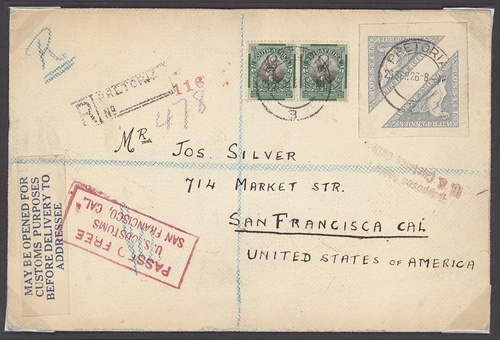 R
PRETORIA
R No
116
478
PRETORIA
3
MR
JOS. SILVER
714 MARKET STR.
SAN FRANCISCA CAL.
UNITED STATES OF AMERICA
MAY BE OPENED FOR
CUSTOMS PURPOSES
BEFORE DELIVERY TO
ADDRESSEE
PASSED FREE
U.S. CUSTOMS
SAN FRANCISCO, CAL.